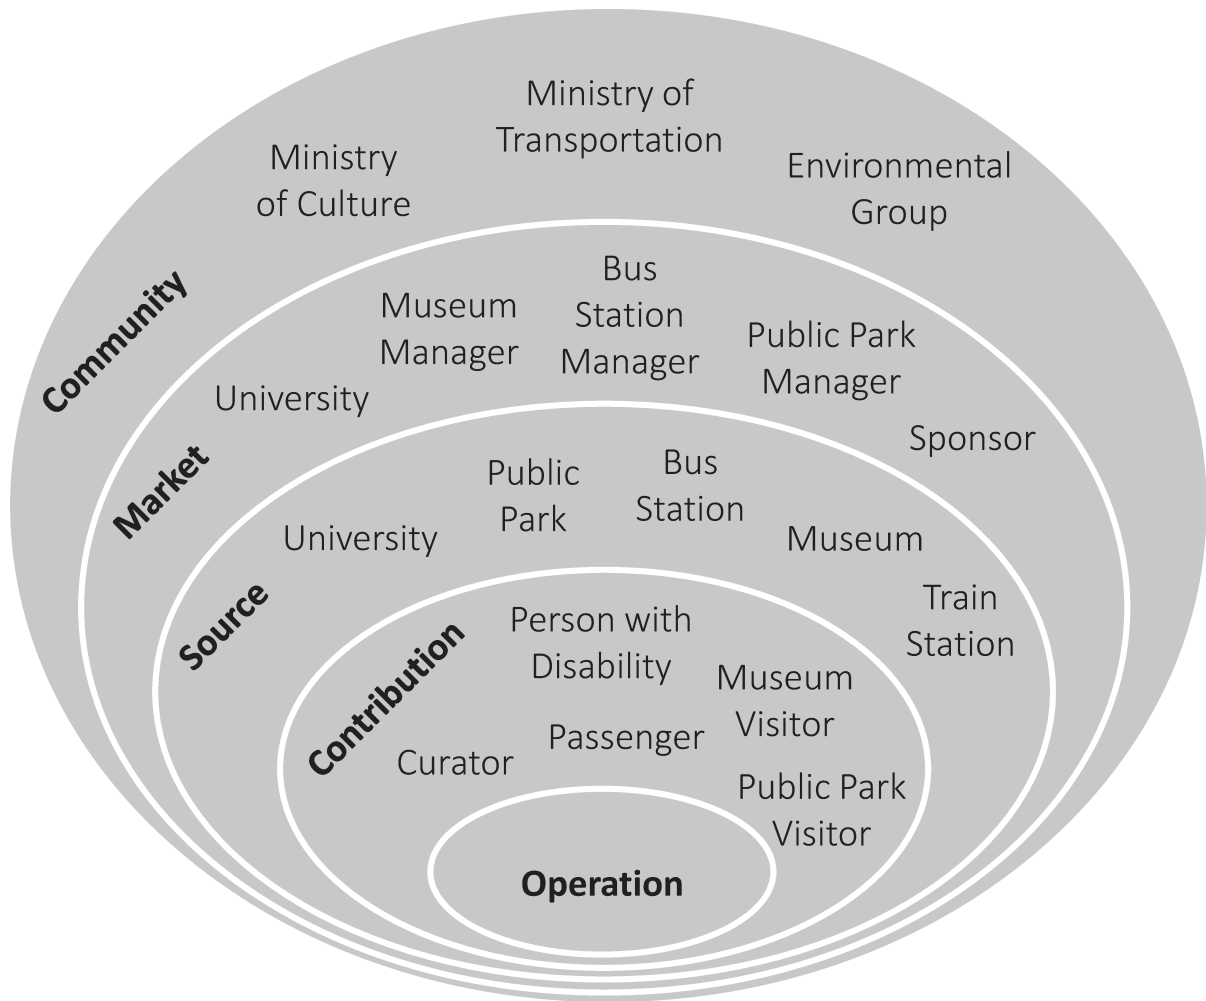 Ministry of
Transportation
Ministry
of Culture
Environmental
Group
Community
Bus
Station
Manager
Museum
Manager
Public Park
Manager
University
Sponsor
Market
Public
Park
Bus
Station
University
Museum
Train
Station
Source
Person with
Disability
Museum
Visitor
Passenger
Curator
Public Park
Visitor
Contribution
Operation